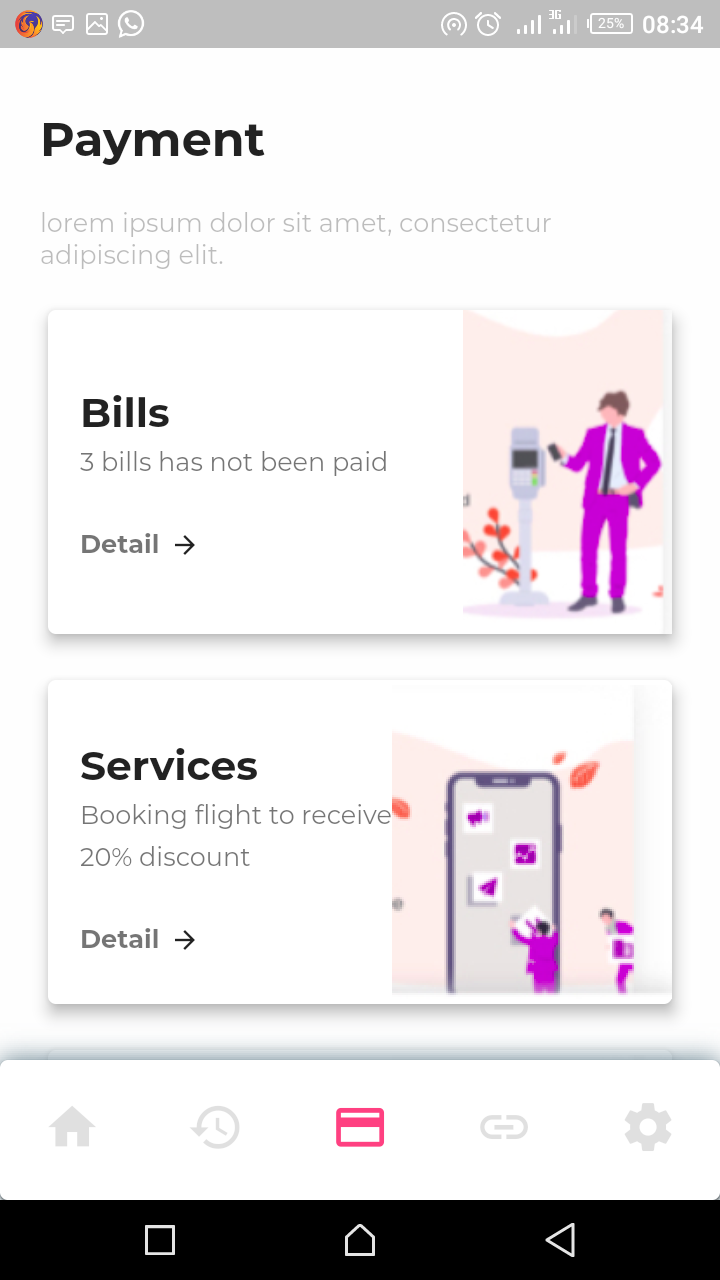 3G 25% 08:34
Payment
lorem ipsum dolor sit amet, consectetur
adipiscing elit.
Bills
3 bills has not been paid
Detail
Services
Booking flight to receive
20% discount
Detail